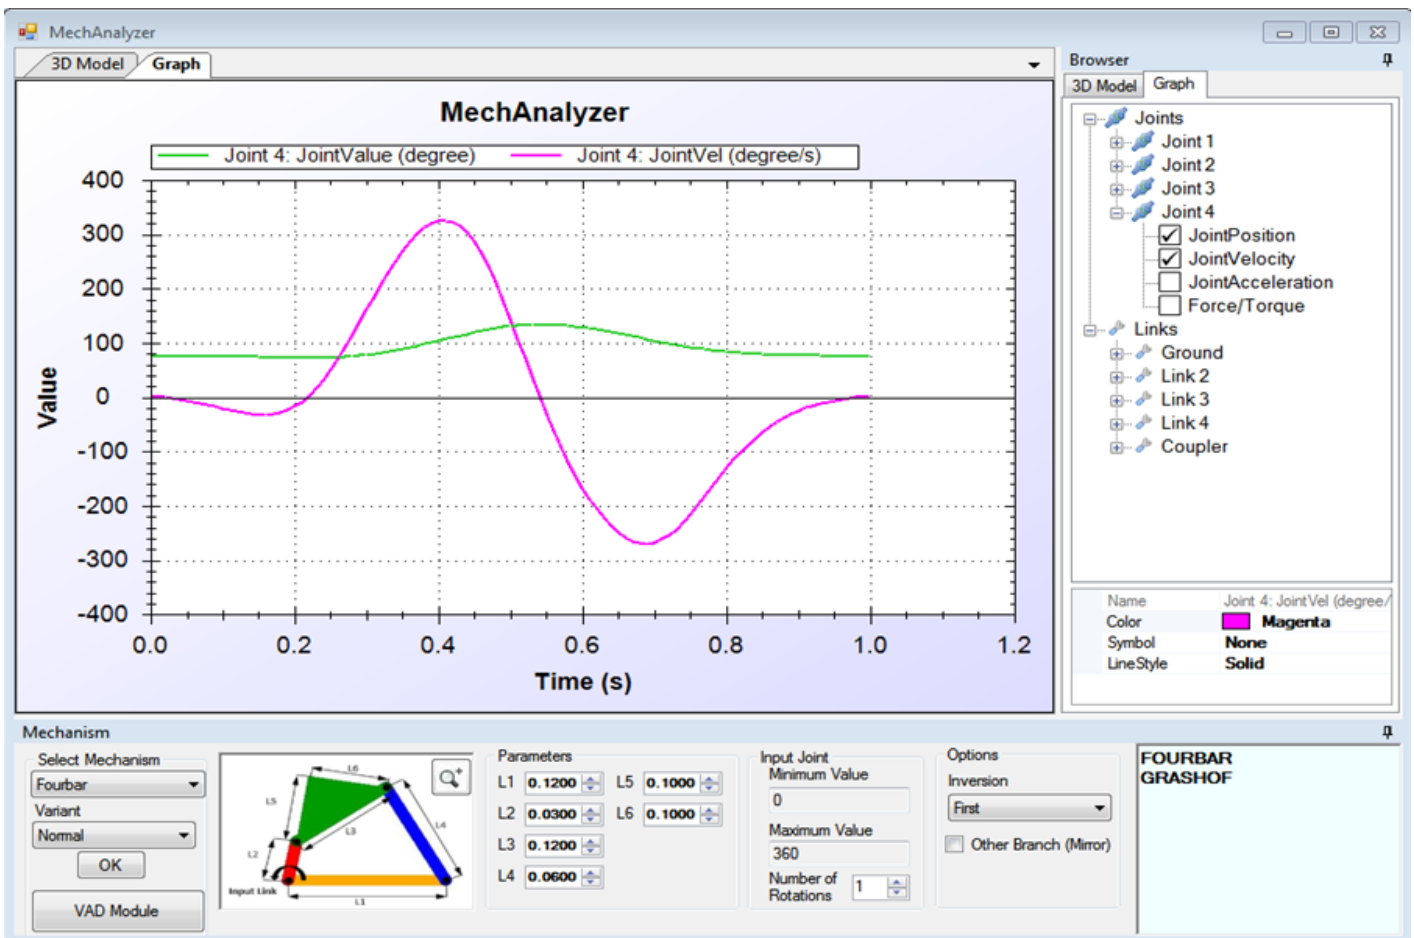 MechAnalyzer
3D Model Graph
MechAnalyzer
Joint 4: JointValue (degree) Joint 4: JointVel (degree/s)
400
300
200
100
0
-100
-200
-300
-400
Value
0.0 0.2 0.4 0.6 0.8 1.0 1.2
Time (s)
Browser
3D Model Graph
Joints
Joint 1
Joint 2
Joint 3
Joint 4
JointPosition
JointVelocity
JointAcceleration
Force/Torque
Links
Ground
Link 2
Link 3
Link 4
Coupler
Name Joint 4: JointVel (degree/
Color Magenta
Symbol None
LineStyle Solid
Mechanism
Select Mechanism
Fourbar
Variant
Normal
OK
VAD Module
L6
L5
L3
L4
L2
Input Link
L1
Parameters
L1 0.1200 L5 0.1000
L2 0.0300 L6 0.1000
L3 0.1200
L4 0.0600
Input Joint
Minimum Value
0
Maximum Value
360
Number of
Rotations 1
Options
Inversion
First
Other Branch (Mirror)
FOURBAR
GRASHOF